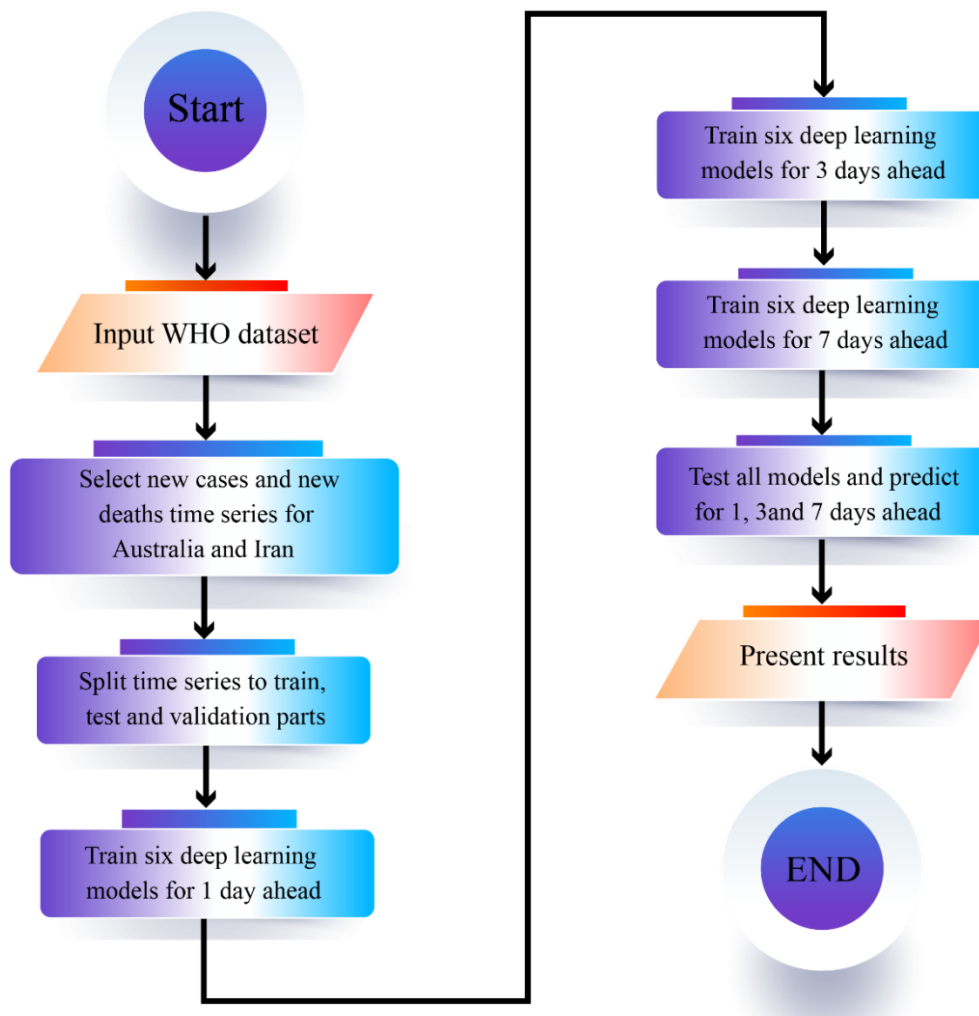 Start
Input WHO dataset
Select new cases and new
deaths time series for
Australia and Iran
Split time series to train,
test and validation parts
Train six deep learning
models for 1 day ahead
Train six deep learning
models for 3 days ahead
Train six deep learning
models for 7 days ahead
Test all models and predict
for 1, 3and 7 days ahead
Present results
END